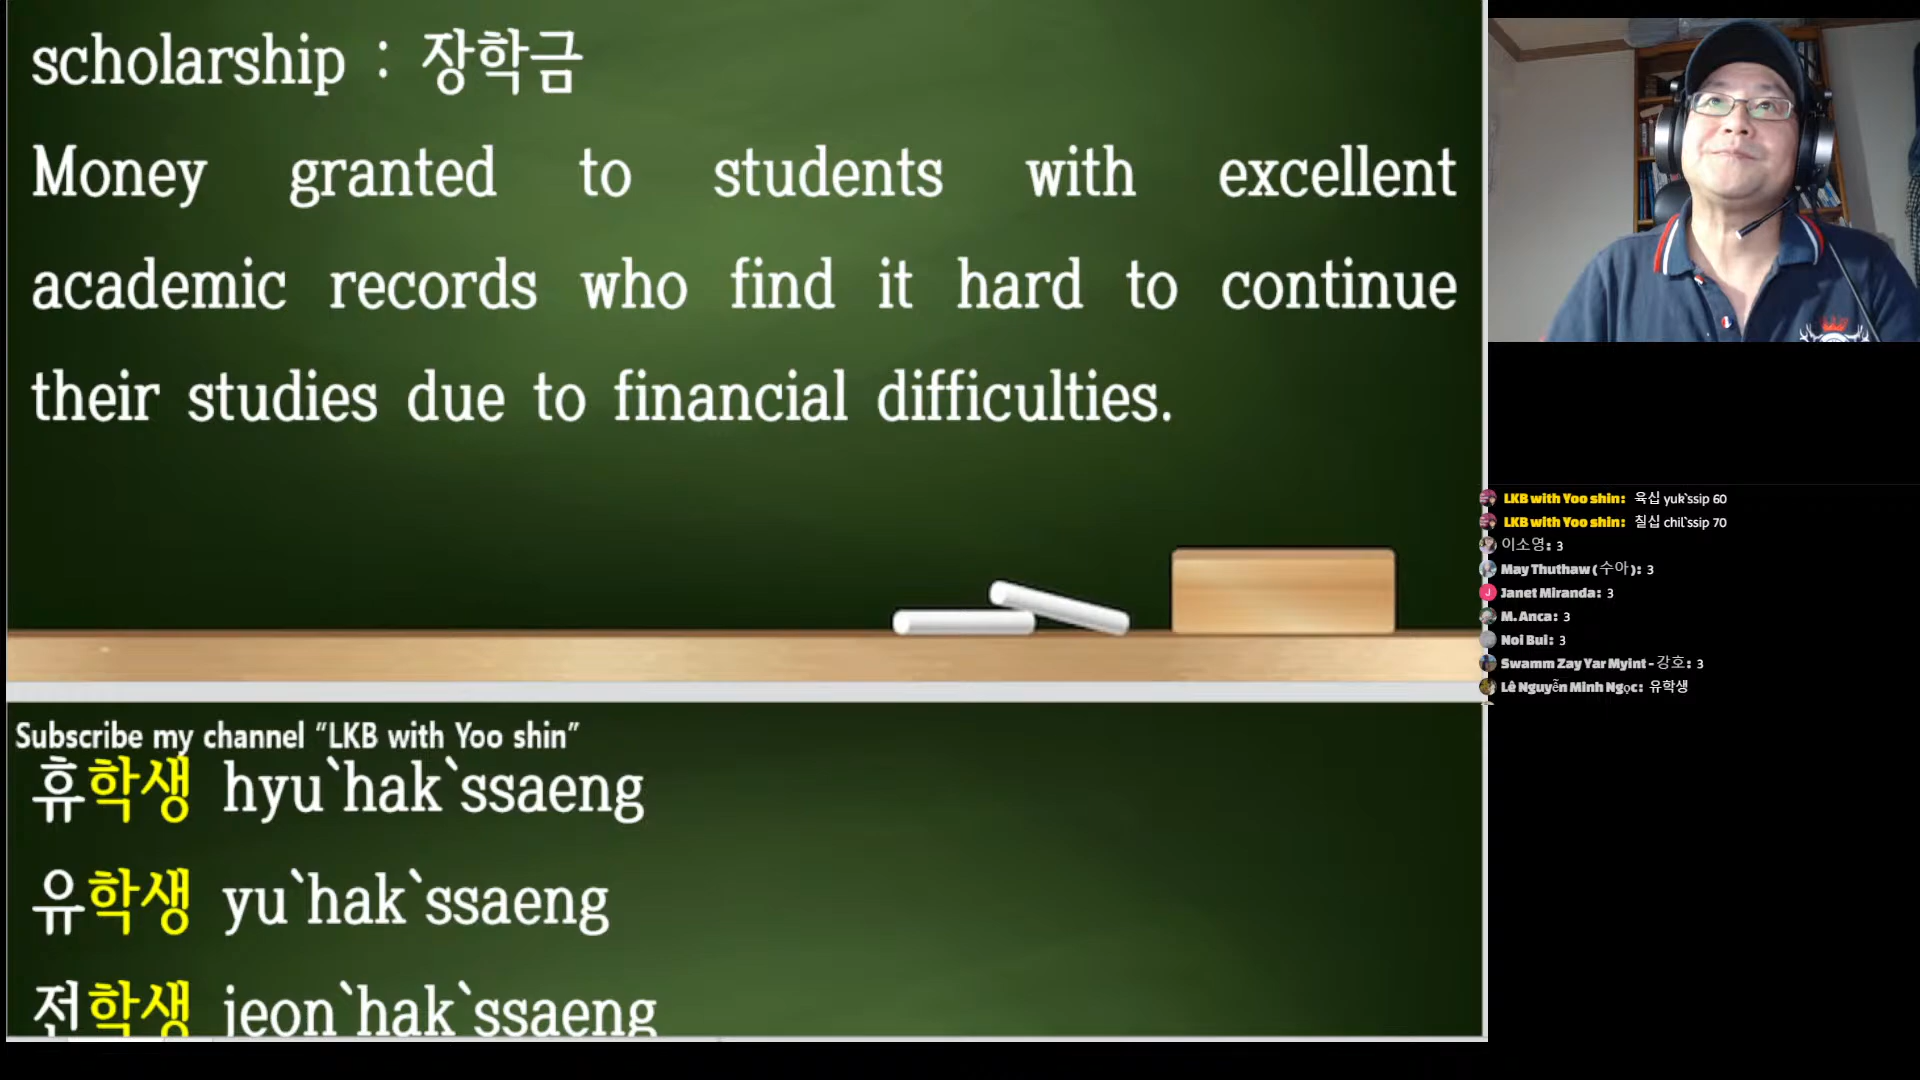 scholarship : 장학금
Money granted to students with excellent
academic records who find it hard to continue
their studies due to financial difficulties.
Subscribe my channel “LKB with Yoo shin”
휴학생 hyu`hak`ssaeng
유학생 yu`hak`ssaeng
전학생 jeon`hak`ssaeng
LKB with Yoo shin: 육십 yuk`ssip 60
LKB with Yoo shin: 칠십 chil`ssip 70
이소영: 3
May Thuthaw (수아): 3
J Janet Miranda: 3
M. Anca: 3
Noi Bui: 3
Swamm Zay Yar Myint - 강호: 3
Lê Nguyễn Minh Ngọc: 유학생